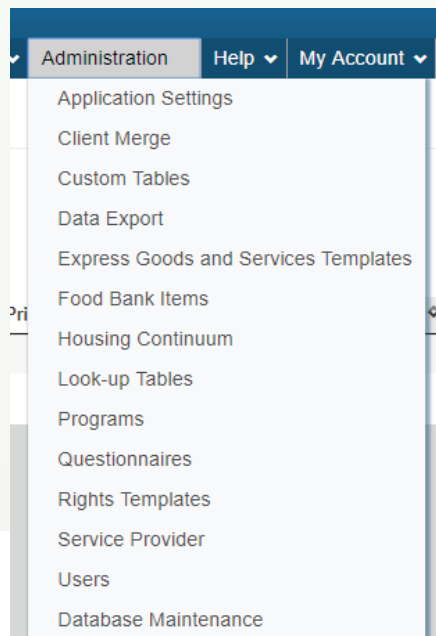 Administration Help My Account
Application Settings
Client Merge
Custom Tables
Data Export
Express Goods and Services Templates
Food Bank Items
Pri
Housing Continuum
Look-up Tables
Programs
Questionnaires
Rights Templates
Service Provider
Users
Database Maintenance